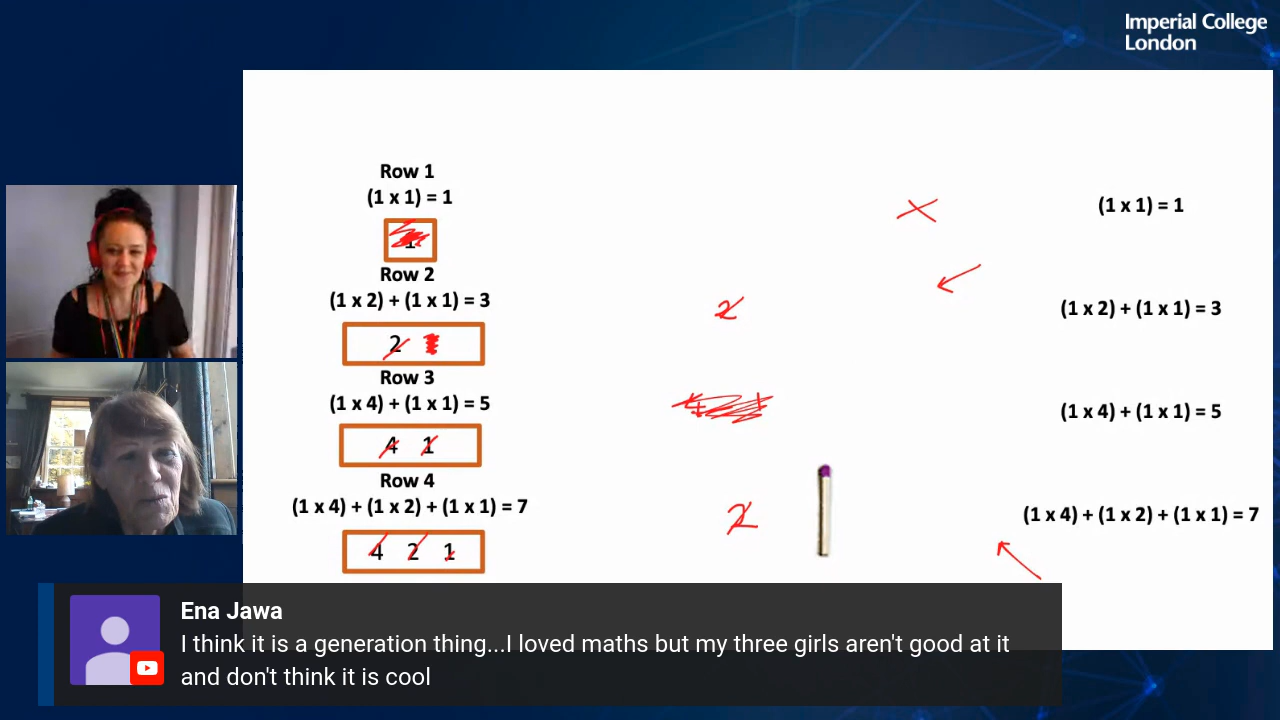 Imperial College
London
Row 1
(1 x 1) = 1
1
Row 2
(1 x 2) + (1 x 1) = 3
2
Row 3
(1 x 4) + (1 x 1) = 5
4 1
Row 4
(1 x 4) + (1 x 2) + (1 x 1) = 7
4 2 1
2
2
(1 x 1) = 1
(1 x 2) + (1 x 1) = 3
(1 x 4) + (1 x 1) = 5
(1 x 4) + (1 x 2) + (1 x 1) = 7
Ena Jawa
I think it is a generation thing...I loved maths but my three girls aren't good at it
and don't think it is cool